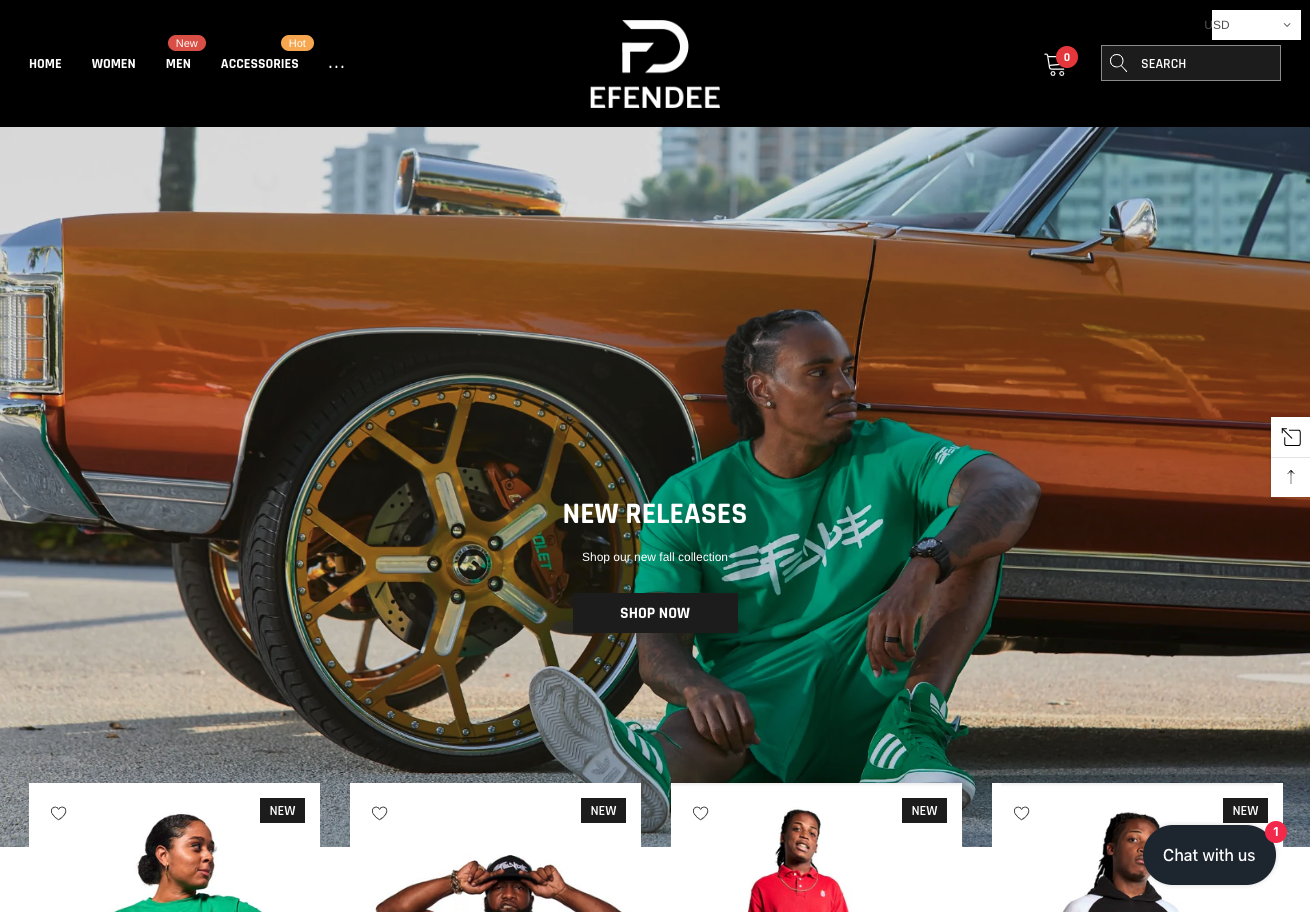 USD
New
Hot
HOME
WOMEN
MEN
ACCESSORIES
...
EFENDEE
0
SEARCH
NEW RELEASES
Shop our new fall collection
SHOP NOW
NEW
NEW
NEW
NEW
1
Chat with us